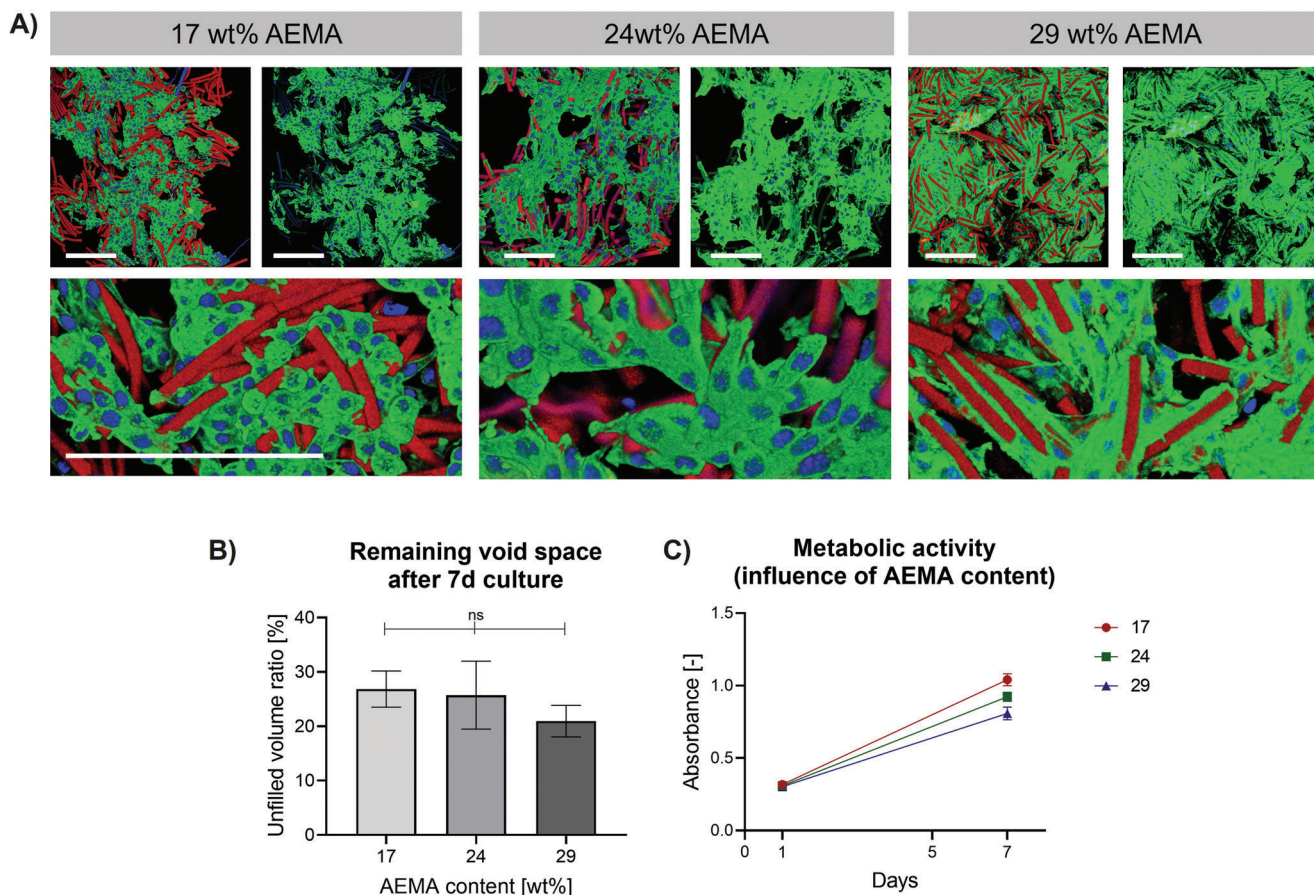 A)
17 wt% AEMA
24wt% AEMA
29 wt% AEMA
B)
Remaining void space
after 7d culture
Unfilled volume ratio [%]
40
30
20
10
0
ns
17 24 29
AEMA content [wt%]
C)
Metabolic activity
(influence of AEMA content)
Absorbance [-]
1.5
1.0
0.5
0.0
0 1 5 7
Days
17
24
29